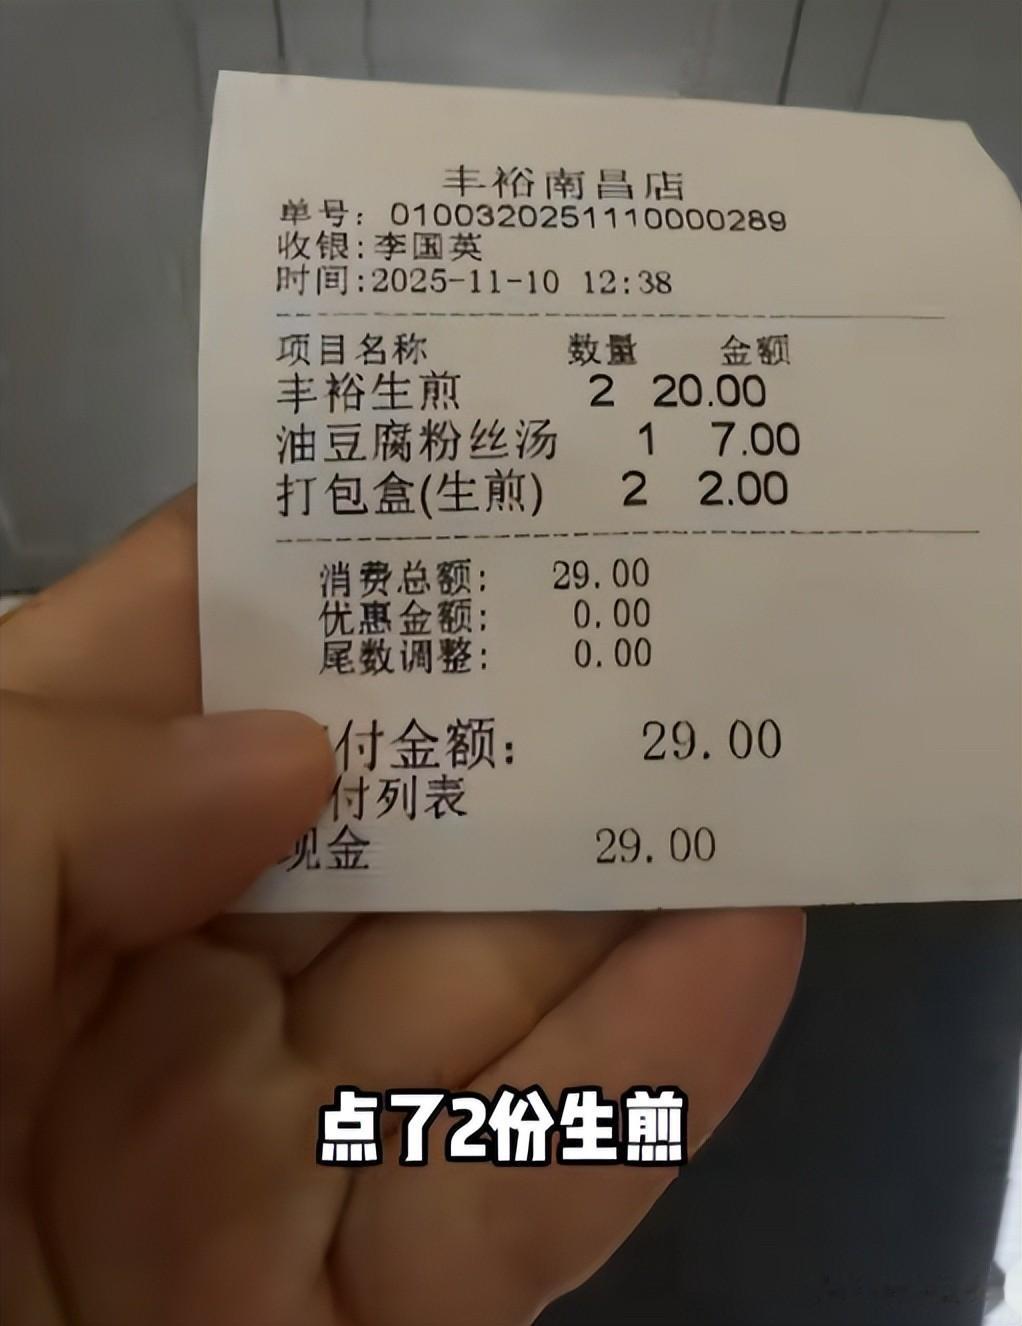 丰裕南昌店
单号：0100320251110000289
收银:李国英
时间:2025-11-10 12:38
项目名称 数量 金额
丰裕生煎 2 20.00
油豆腐粉丝汤 1 7.00
打包盒(生煎) 2 2.00
消费总额: 29.00
优惠金额: 0.00
尾数调整: 0.00
付金额: 29.00
付列表
现金 29.00
点了2份生煎